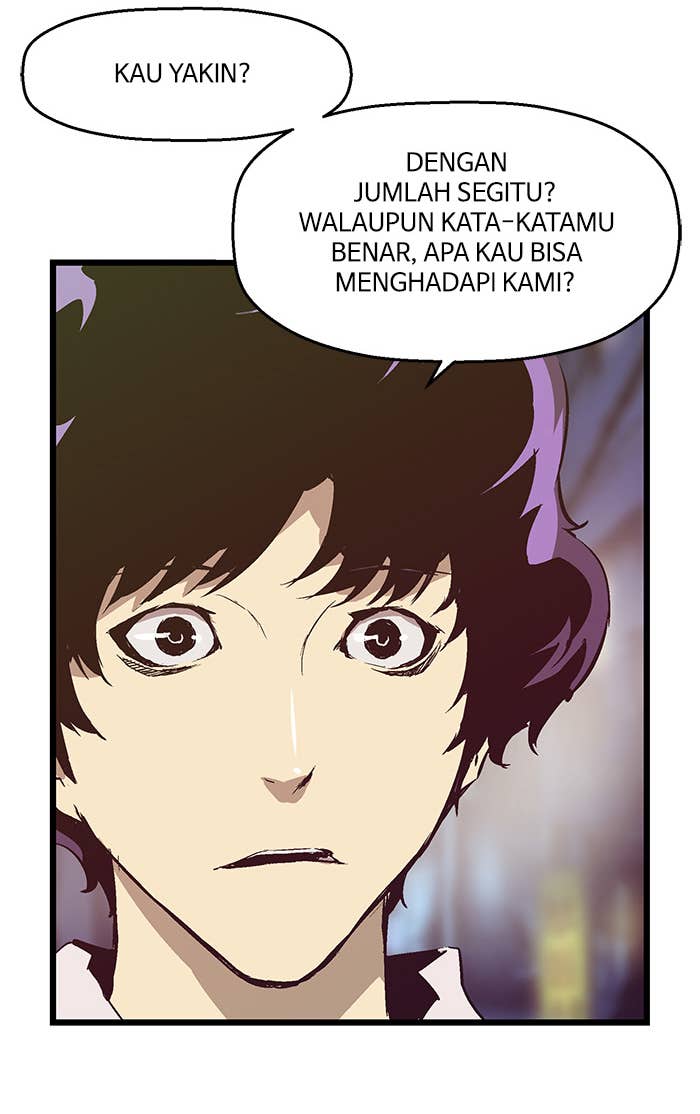 KAU YAKIN?
DENGAN
JUMLAH SEGITU?
WALAUPUN KATA-KATAMU
BENAR, APA KAU BISA
MENGHADAPI KAMI?